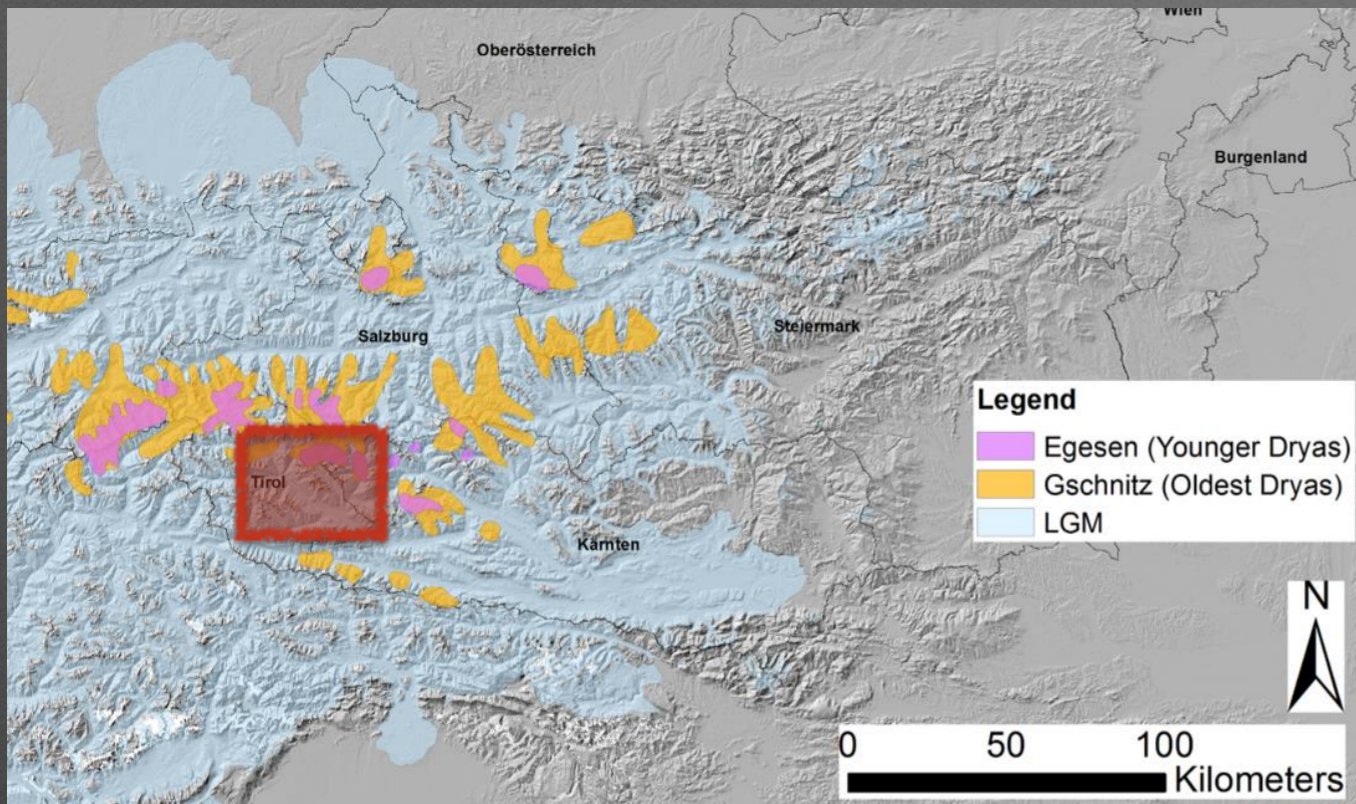 Wien
Oberösterreich
Burgenland
Salzburg
Steiermark
Legend
Egesen (Younger Dryas)
Gschnitz (Oldest Dryas)
LGM
Tirol
Kärnten
N
0 50 100
Kilometers